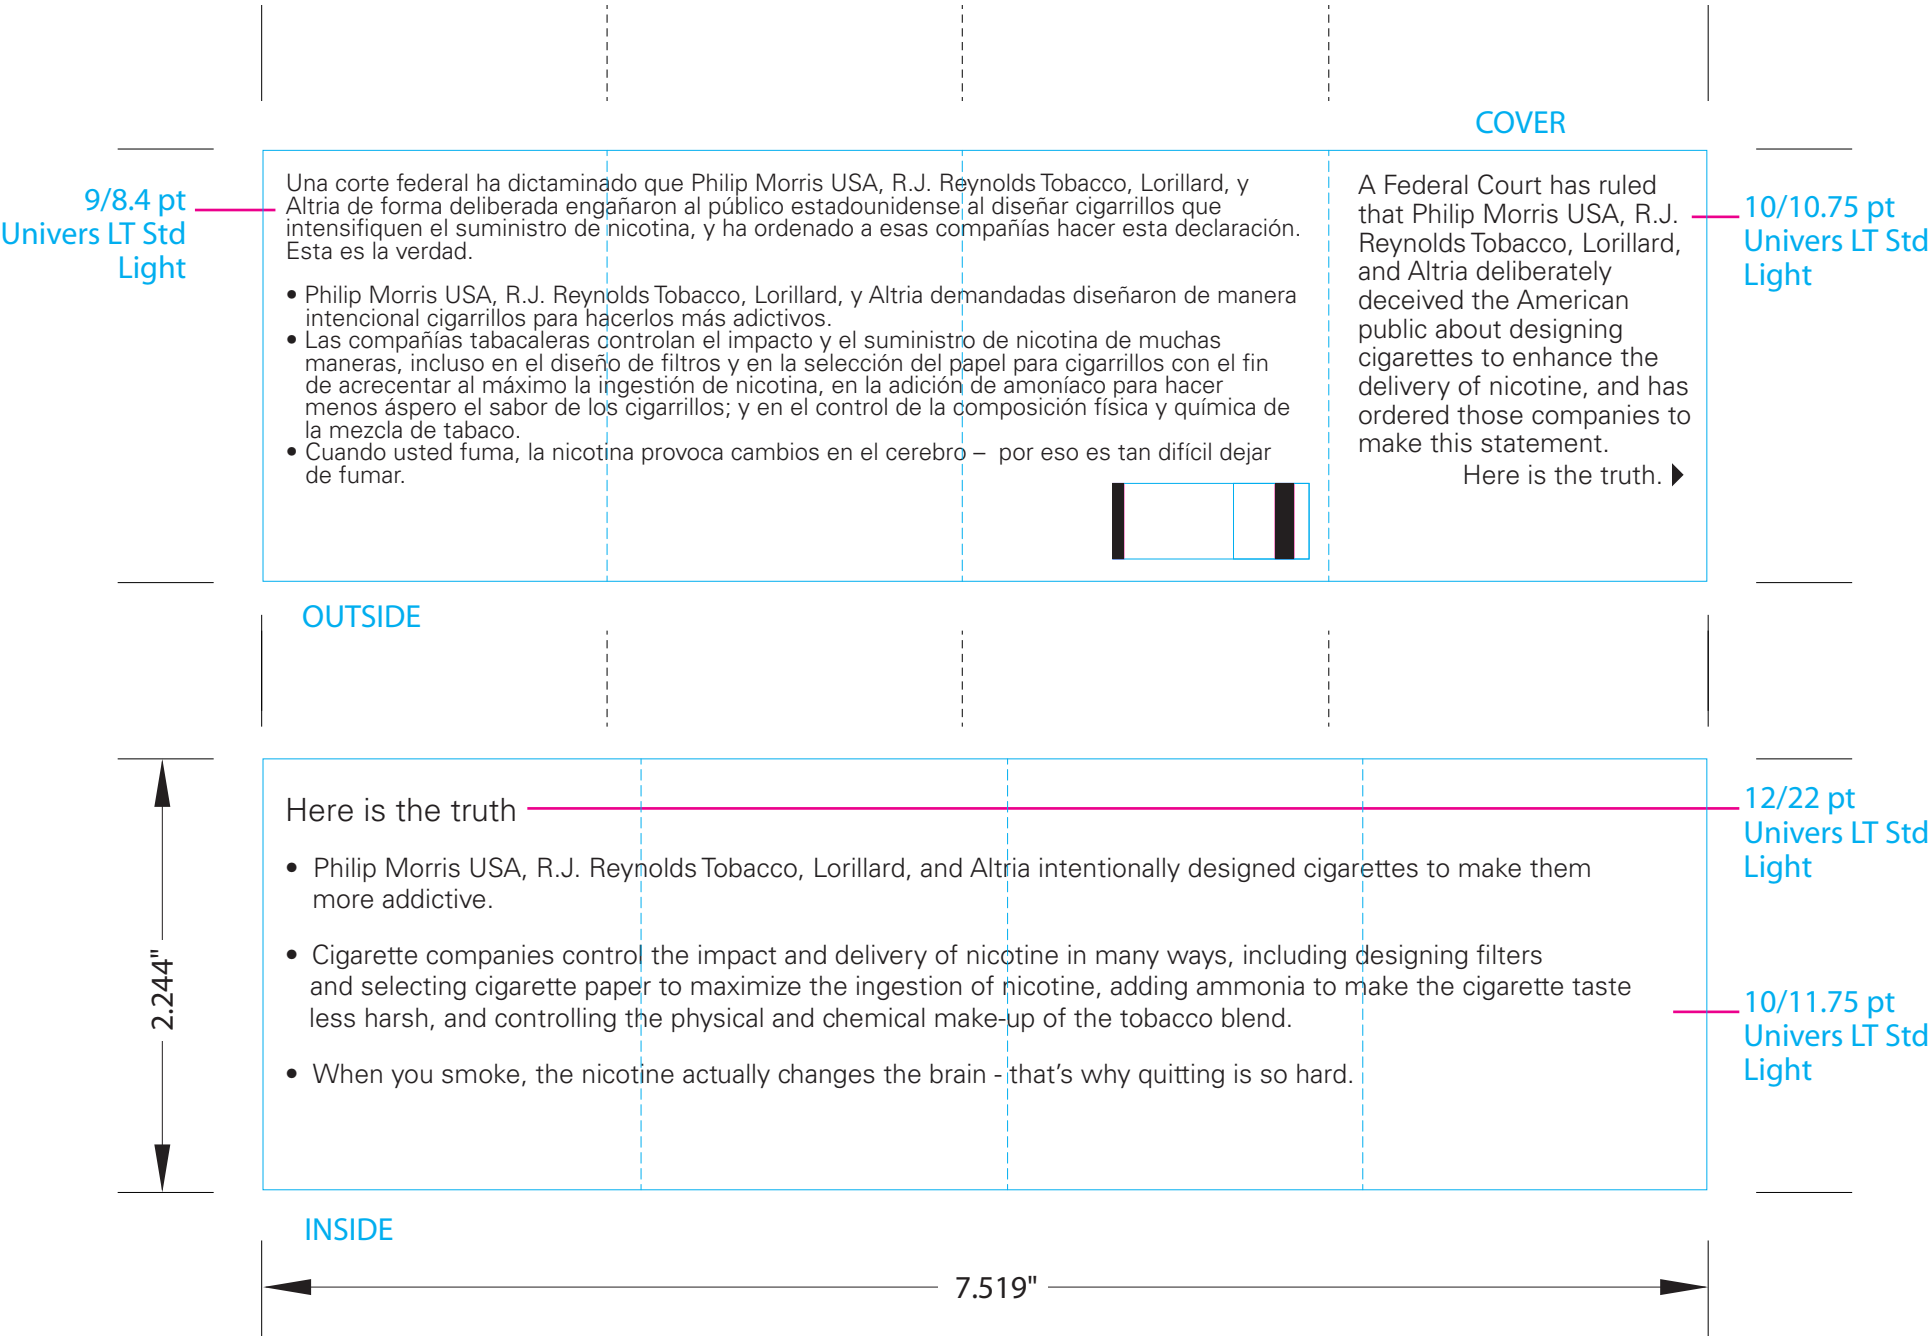 COVER
9/8.4 pt
Univers LT Std
Light
Una corte federal ha dictaminado que Philip Morris USA, R.J. Reynolds Tobacco, Lorillard, y
Altria de forma deliberada engañaron al público estadounidense al diseñar cigarrillos que
intensifiquen el suministro de nicotina, y ha ordenado a esas compañías hacer esta declaración.
Esta es la verdad.
• Philip Morris USA, R.J. Reynolds Tobacco, Lorillard, y Altria demandadas diseñaron de manera
intencional cigarrillos para hacerlos más adictivos.
• Las compañías tabacaleras controlan el impacto y el suministro de nicotina de muchas
maneras, incluso en el diseño de filtros y en la selección del papel para cigarrillos con el fin
de acrecentar al máximo la ingestión de nicotina, en la adición de amoníaco para hacer
menos áspero el sabor de los cigarrillos; y en el control de la composición física y química de
la mezcla de tabaco.
• Cuando usted fuma, la nicotina provoca cambios en el cerebro – por eso es tan difícil dejar
de fumar.
A Federal Court has ruled
that Philip Morris USA, R.J.
Reynolds Tobacco, Lorillard,
and Altria deliberately
deceived the American
public about designing
cigarettes to enhance the
delivery of nicotine, and has
ordered those companies to
make this statement.
Here is the truth.
10/10.75 pt
Univers LT Std
Light
OUTSIDE
Here is the truth
12/22 pt
Univers LT Std
Light
• Philip Morris USA, R.J. Reynolds Tobacco, Lorillard, and Altria intentionally designed cigarettes to make them
more addictive.
• Cigarette companies control the impact and delivery of nicotine in many ways, including designing filters
and selecting cigarette paper to maximize the ingestion of nicotine, adding ammonia to make the cigarette taste
less harsh, and controlling the physical and chemical make-up of the tobacco blend.
• When you smoke, the nicotine actually changes the brain - that's why quitting is so hard.
10/11.75 pt
Univers LT Std
Light
2.244"
INSIDE
7.519"